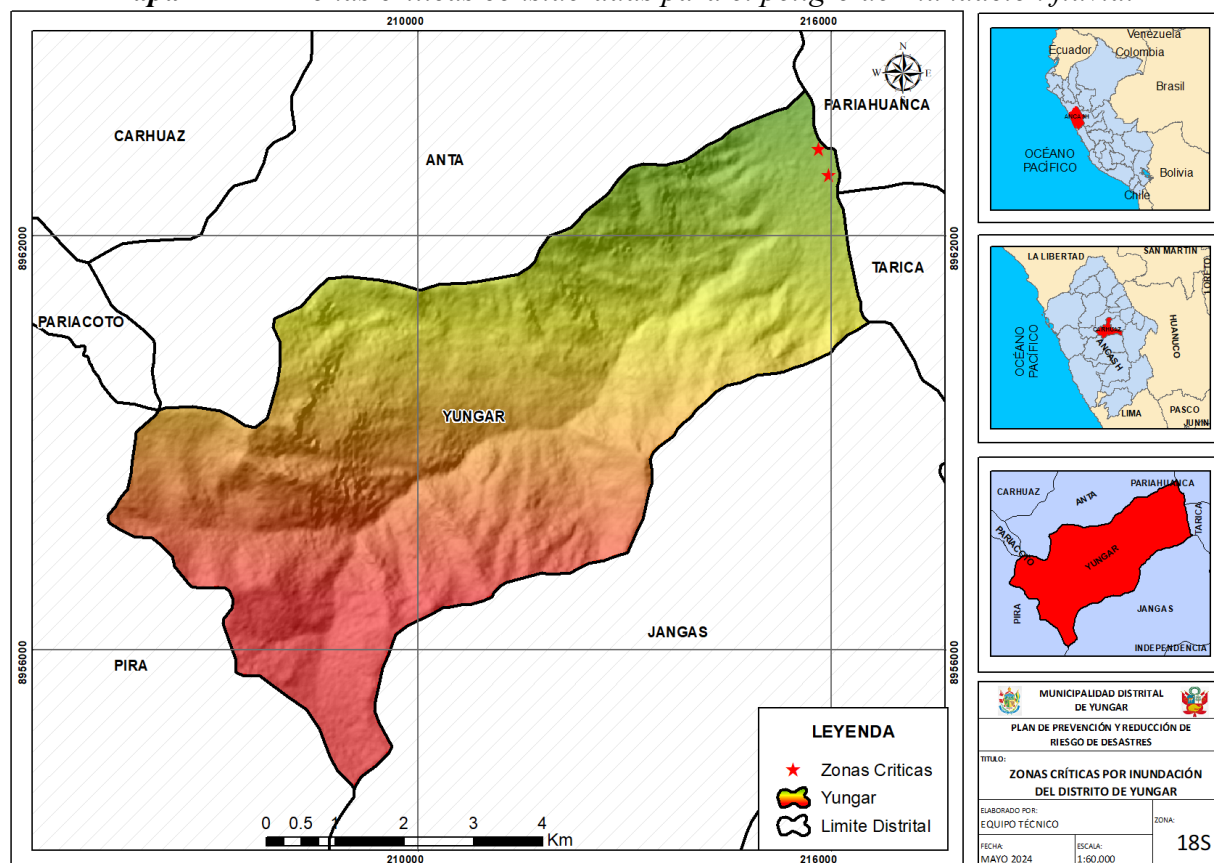 210000
216000
8962000
8962000
8956000
8956000
210000
216000
N
W E
S
CARHUAZ
ANTA
PARIAHUANCA
TARICA
PARIACOTO
YUNGAR
JANGAS
PIRA
LEYENDA
Zonas Criticas
Yungar
Limite Distrital
0 0.5 1 2 3 4
Km
Venezuela
Ecuador
Colombia
Brasil
ANCASH
OCÉANO
PACÍFICO
Bolivia
Chile
LA LIBERTAD
SAN MARTIN
LORETO
CARHUAZ
HUANUCO
ANCASH
OCÉANO
PACÍFICO
LIMA
PASCO
JUNIN
CARHUAZ
ANTA
PARIAHUANCA
TARICA
PARIACOTO
YUNGAR
PIRA
JANGAS
INDEPENDENCIA
MUNICIPALIDAD DISTRITAL
DE YUNGAR
PLAN DE PREVENCIÓN Y REDUCCIÓN DE
RIESGO DE DESASTRES
TITULO:
ZONAS CRÍTICAS POR INUNDACIÓN
DEL DISTRITO DE YUNGAR
ELABORADO POR:
EQUIPO TÉCNICO
ZONA:
18S
FECHA:
MAYO 2024
ESCALA:
1:60,000